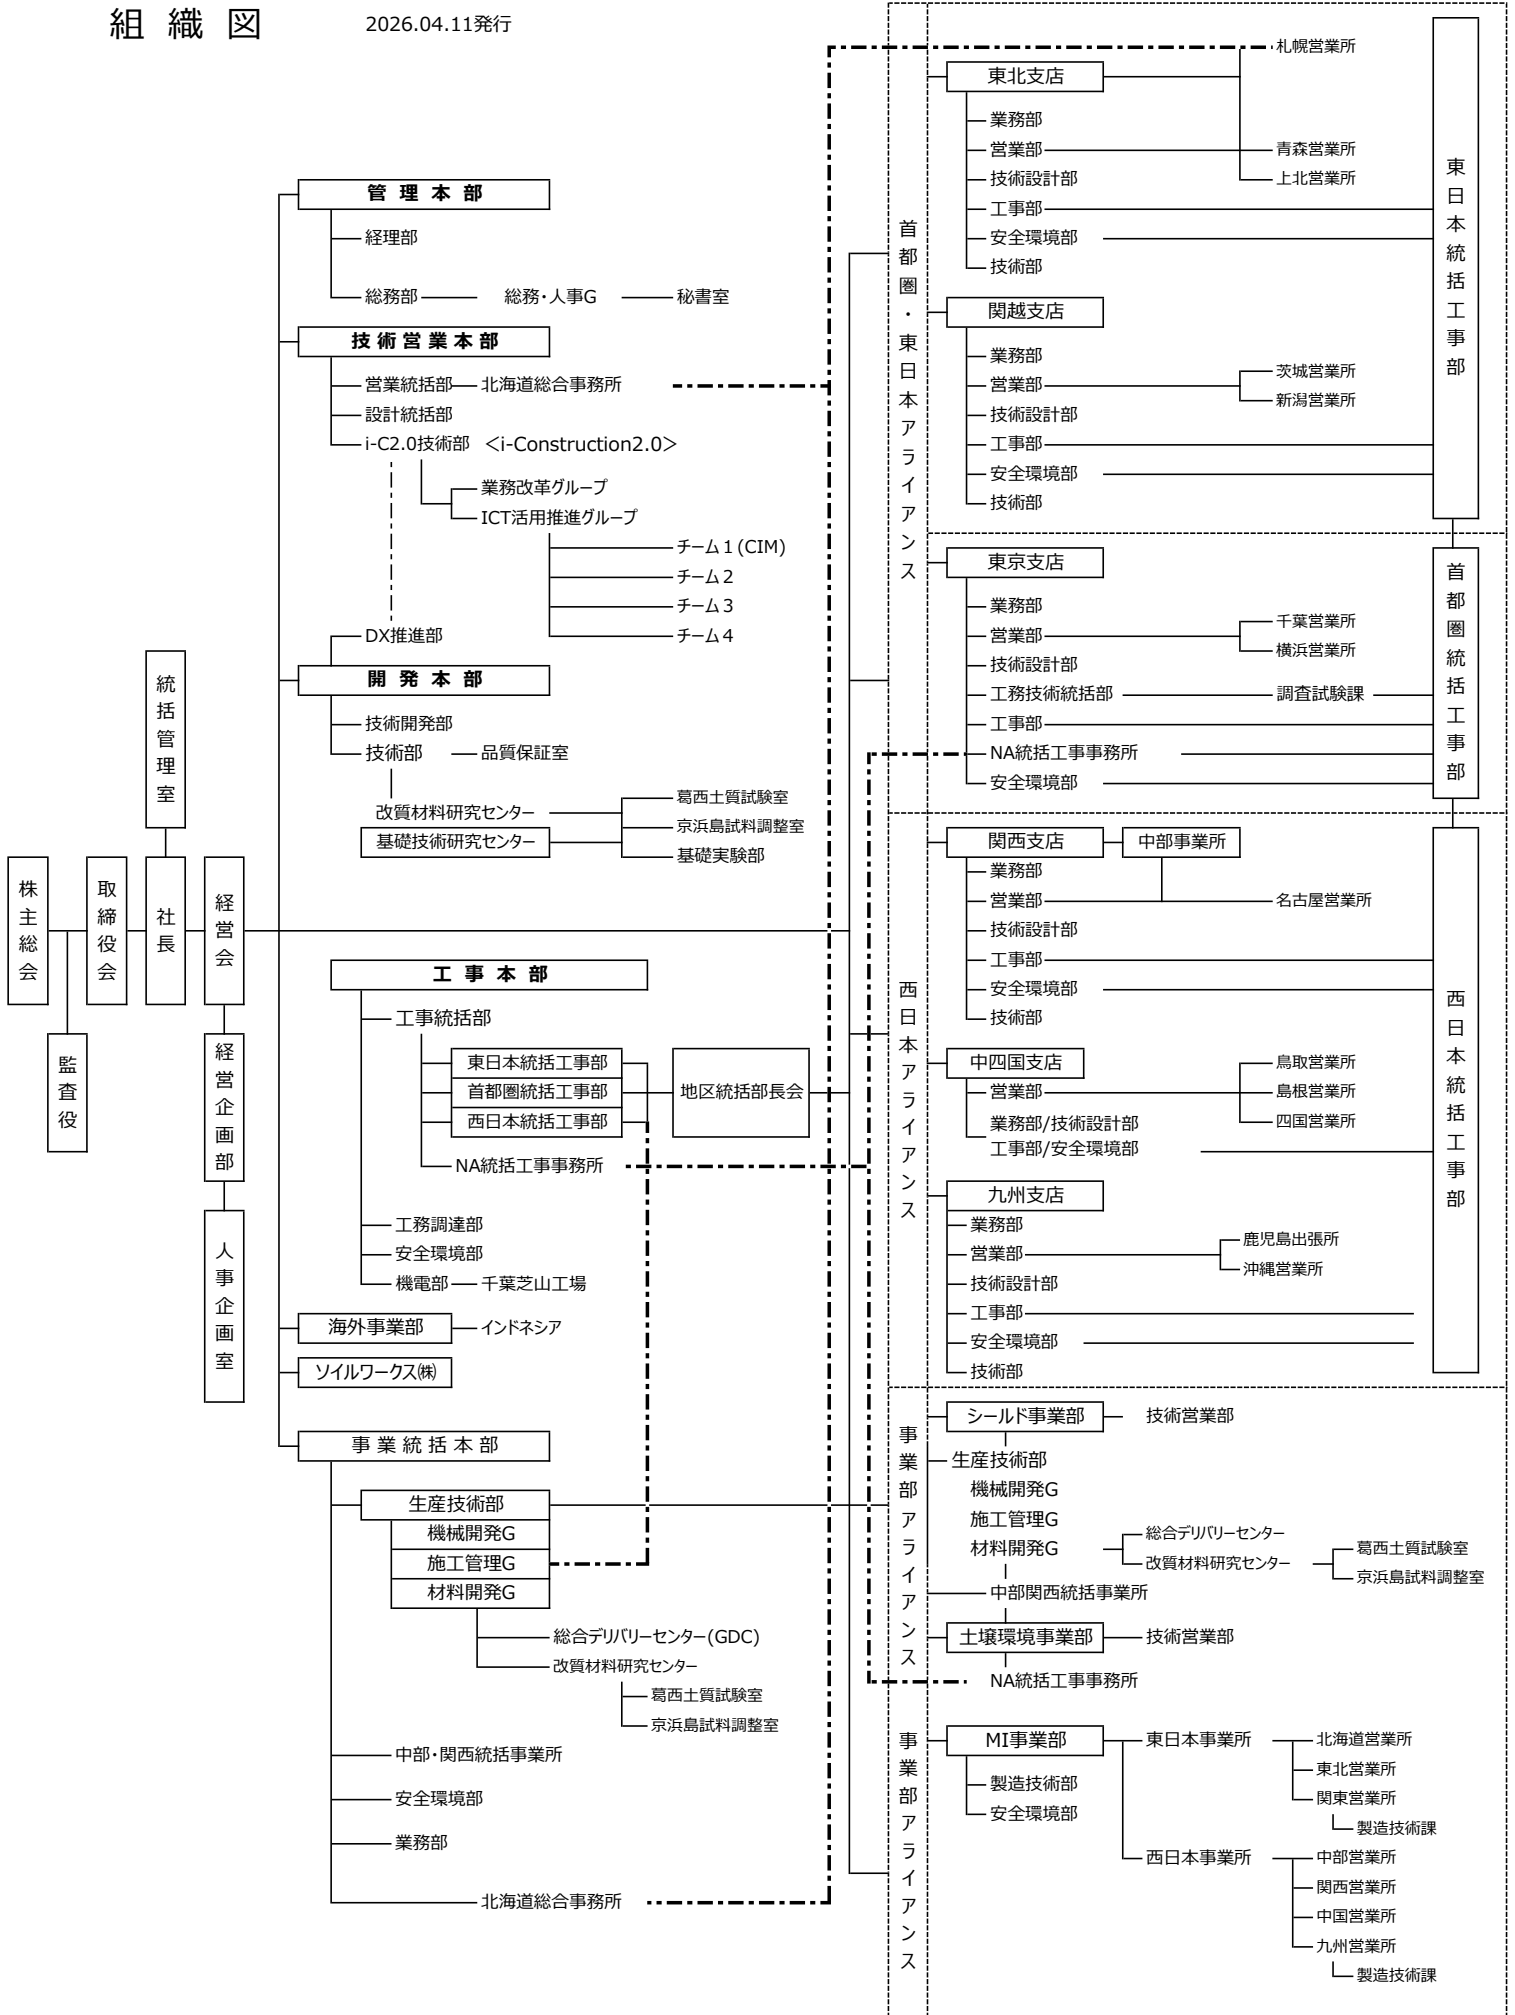 組織図
2026.04.11発行
株主総会
監査役
取締役会
社長
統括管理室
経営会
経営企画部
人事企画室
管理本部
経理部
総務部 総務・人事G 秘書室
技術営業本部
営業統括部 北海道総合事務所
設計統括部
i-C2.0技術部 <i-Construction2.0>
業務改革グループ
ICT活用推進グループ
チーム1(CIM)
チーム2
チーム3
チーム4
DX推進部
開発本部
技術開発部
技術部 品質保証室
改質材料研究センター
基礎技術研究センター
葛西土質試験室
京浜島試料調整室
基礎実験部
工事本部
工事統括部
東日本統括工事部
首都圏統括工事部
西日本統括工事部
地区統括部長会
NA統括工事事務所
工務調達部
安全環境部
機電部 千葉芝山工場
海外事業部 インドネシア
ソイルワークス㈱
事業統括本部
生産技術部
機械開発G
施工管理G
材料開発G
総合デリバリーセンター(GDC)
改質材料研究センター
葛西土質試験室
京浜島試料調整室
中部・関西統括事業所
安全環境部
業務部
北海道総合事務所
首都圏・東日本アライアンス
札幌営業所
東北支店
業務部
営業部 青森営業所
技術設計部 上北営業所
工事部
安全環境部
技術部
関越支店
業務部
営業部
茨城営業所
新潟営業所
技術設計部
工事部
安全環境部
技術部
東日本統括工事部
東京支店
業務部
営業部
千葉営業所
横浜営業所
技術設計部
工務技術統括部 調査試験課
工事部
NA統括工事事務所
安全環境部
首都圏統括工事部
西日本アライアンス
関西支店 中部事業所
業務部
営業部 名古屋営業所
技術設計部
工事部
安全環境部
技術部
中四国支店
営業部
鳥取営業所
島根営業所
四国営業所
業務部/技術設計部
工事部/安全環境部
九州支店
業務部
営業部
鹿児島出張所
沖縄営業所
技術設計部
工事部
安全環境部
技術部
西日本統括工事部
事業部アライアンス
シールド事業部 技術営業部
生産技術部
機械開発G
施工管理G
材料開発G
総合デリバリーセンター
改質材料研究センター
葛西土質試験室
京浜島試料調整室
中部関西統括事業所
土壌環境事業部 技術営業部
NA統括工事事務所
事業部アライアンス
MI事業部
製造技術部
安全環境部
東日本事業所
北海道営業所
東北営業所
関東営業所
製造技術課
西日本事業所
中部営業所
関西営業所
中国営業所
九州営業所
製造技術課